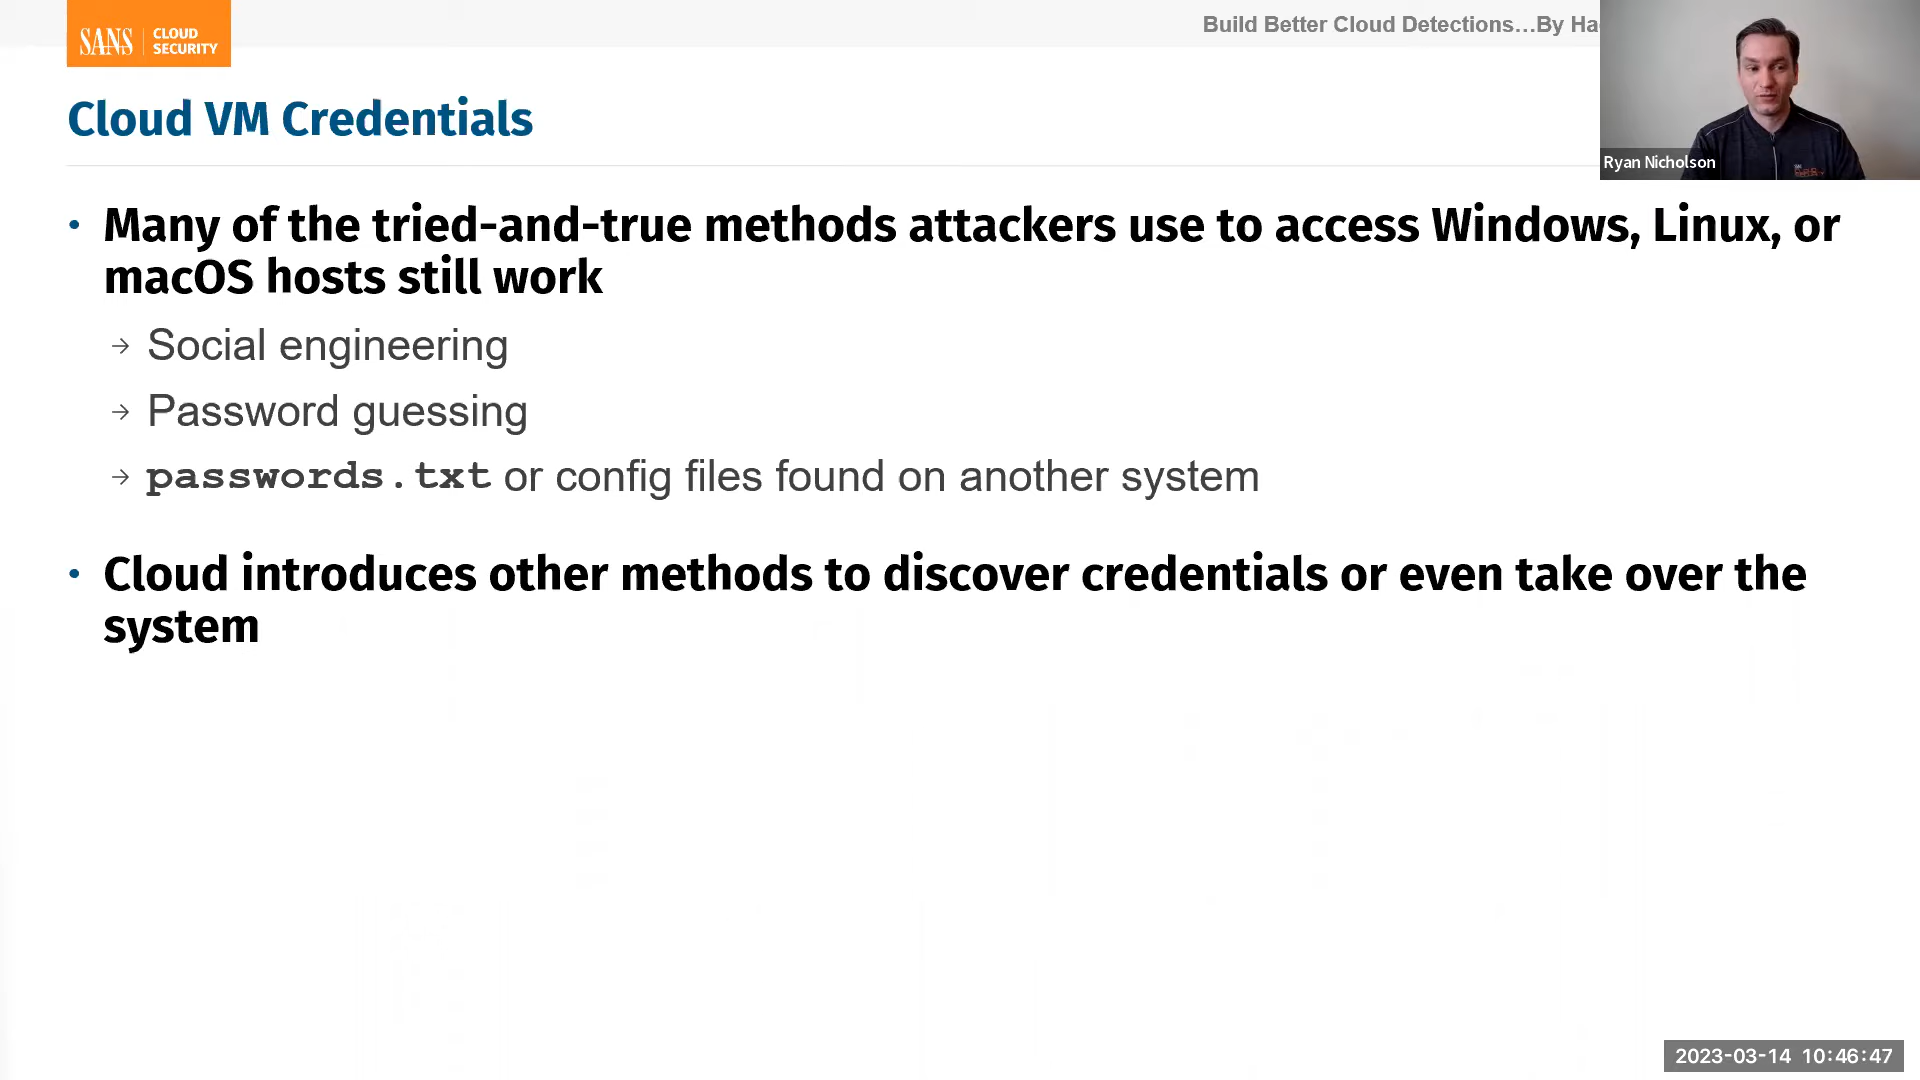 SANS
CLOUD
SECURITY
Build Better Cloud Detections…By Ha
Ryan Nicholson
Cloud VM Credentials
• Many of the tried-and-true methods attackers use to access Windows, Linux, or
macOS hosts still work
→ Social engineering
→ Password guessing
→ passwords.txt or config files found on another system
• Cloud introduces other methods to discover credentials or even take over the
system
2023-03-14 10:46:47